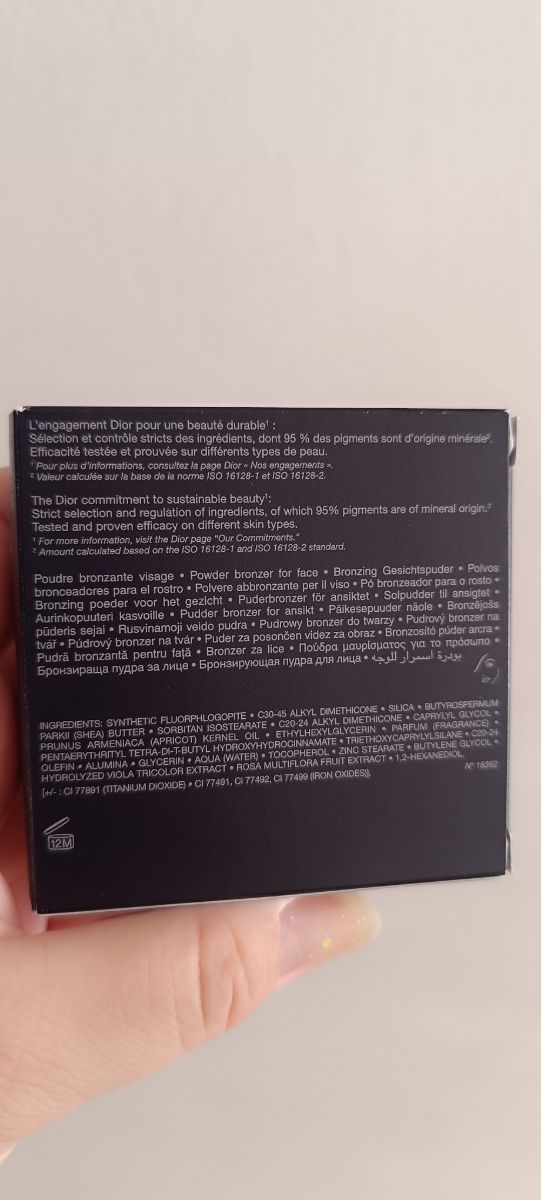 L'engagement Dior pour une beauté durable¹ :
Sélection et contrôle stricts des ingrédients, dont 95 % des pigments sont d'origine minérale².
Efficacité testée et prouvée sur différents types de peau.
¹ Pour plus d'informations, consultez la page Dior « Nos engagements ».
² Valeur calculée sur la base de la norme ISO 16128-1 et ISO 16128-2.
The Dior commitment to sustainable beauty¹:
Strict selection and regulation of ingredients, of which 95% pigments are of mineral origin.²
Tested and proven efficacy on different skin types.
¹ For more information, visit the Dior page "Our Commitments."
² Amount calculated based on the ISO 16128-1 and ISO 16128-2 standard.
Poudre bronzante visage • Powder bronzer for face • Bronzing Gesichtspuder • Polvos
bronceadores para el rostro • Polvere abbronzante per il viso • Pó bronzeador para o rosto •
Bronzing poeder voor het gezicht • Puderbronzer för ansiktet • Solpudder til ansigtet •
Aurinkopuuteri kasvoille • Pudder bronzer for ansikt • Päikesepuuder näole • Bronzējošs
pūderis sejai • Rusvinamoji veido pudra • Pudrowy bronzer do twarzy • Pudrový bronzer na
tvář • Púdrový bronzer na tvár • Puder za posončen videz za obraz • Bronzosító púder arcra •
Pudră bronzantă pentru față • Bronzer za lice • Πούδρα μαυρίσματος για το πρόσωπο •
Бронзираща пудра за лице • Бронзирующая пудра для лица • بودرة اسمرار للوجه
INGREDIENTS: SYNTHETIC FLUORPHLOGOPITE • C30-45 ALKYL DIMETHICONE • SILICA • BUTYROSPERMUM
PARKII (SHEA) BUTTER • SORBITAN ISOSTEARATE • C20-24 ALKYL DIMETHICONE • CAPRYLYL GLYCOL •
PRUNUS ARMENIACA (APRICOT) KERNEL OIL • ETHYLHEXYLGLYCERIN • PARFUM (FRAGRANCE) •
PENTAERYTHRITYL TETRA-DI-T-BUTYL HYDROXYHYDROCINNAMATE • TRIETHOXYCAPRYLYLSILANE • C20-24
OLEFIN • ALUMINA • GLYCERIN • AQUA (WATER) • TOCOPHEROL • ZINC STEARATE • BUTYLENE GLYCOL •
HYDROLYZED VIOLA TRICOLOR EXTRACT • ROSA MULTIFLORA FRUIT EXTRACT • 1,2-HEXANEDIOL.
[+/- : CI 77891 (TITANIUM DIOXIDE) • CI 77491, CI 77492, CI 77499 (IRON OXIDES)]. N° 18362
12M